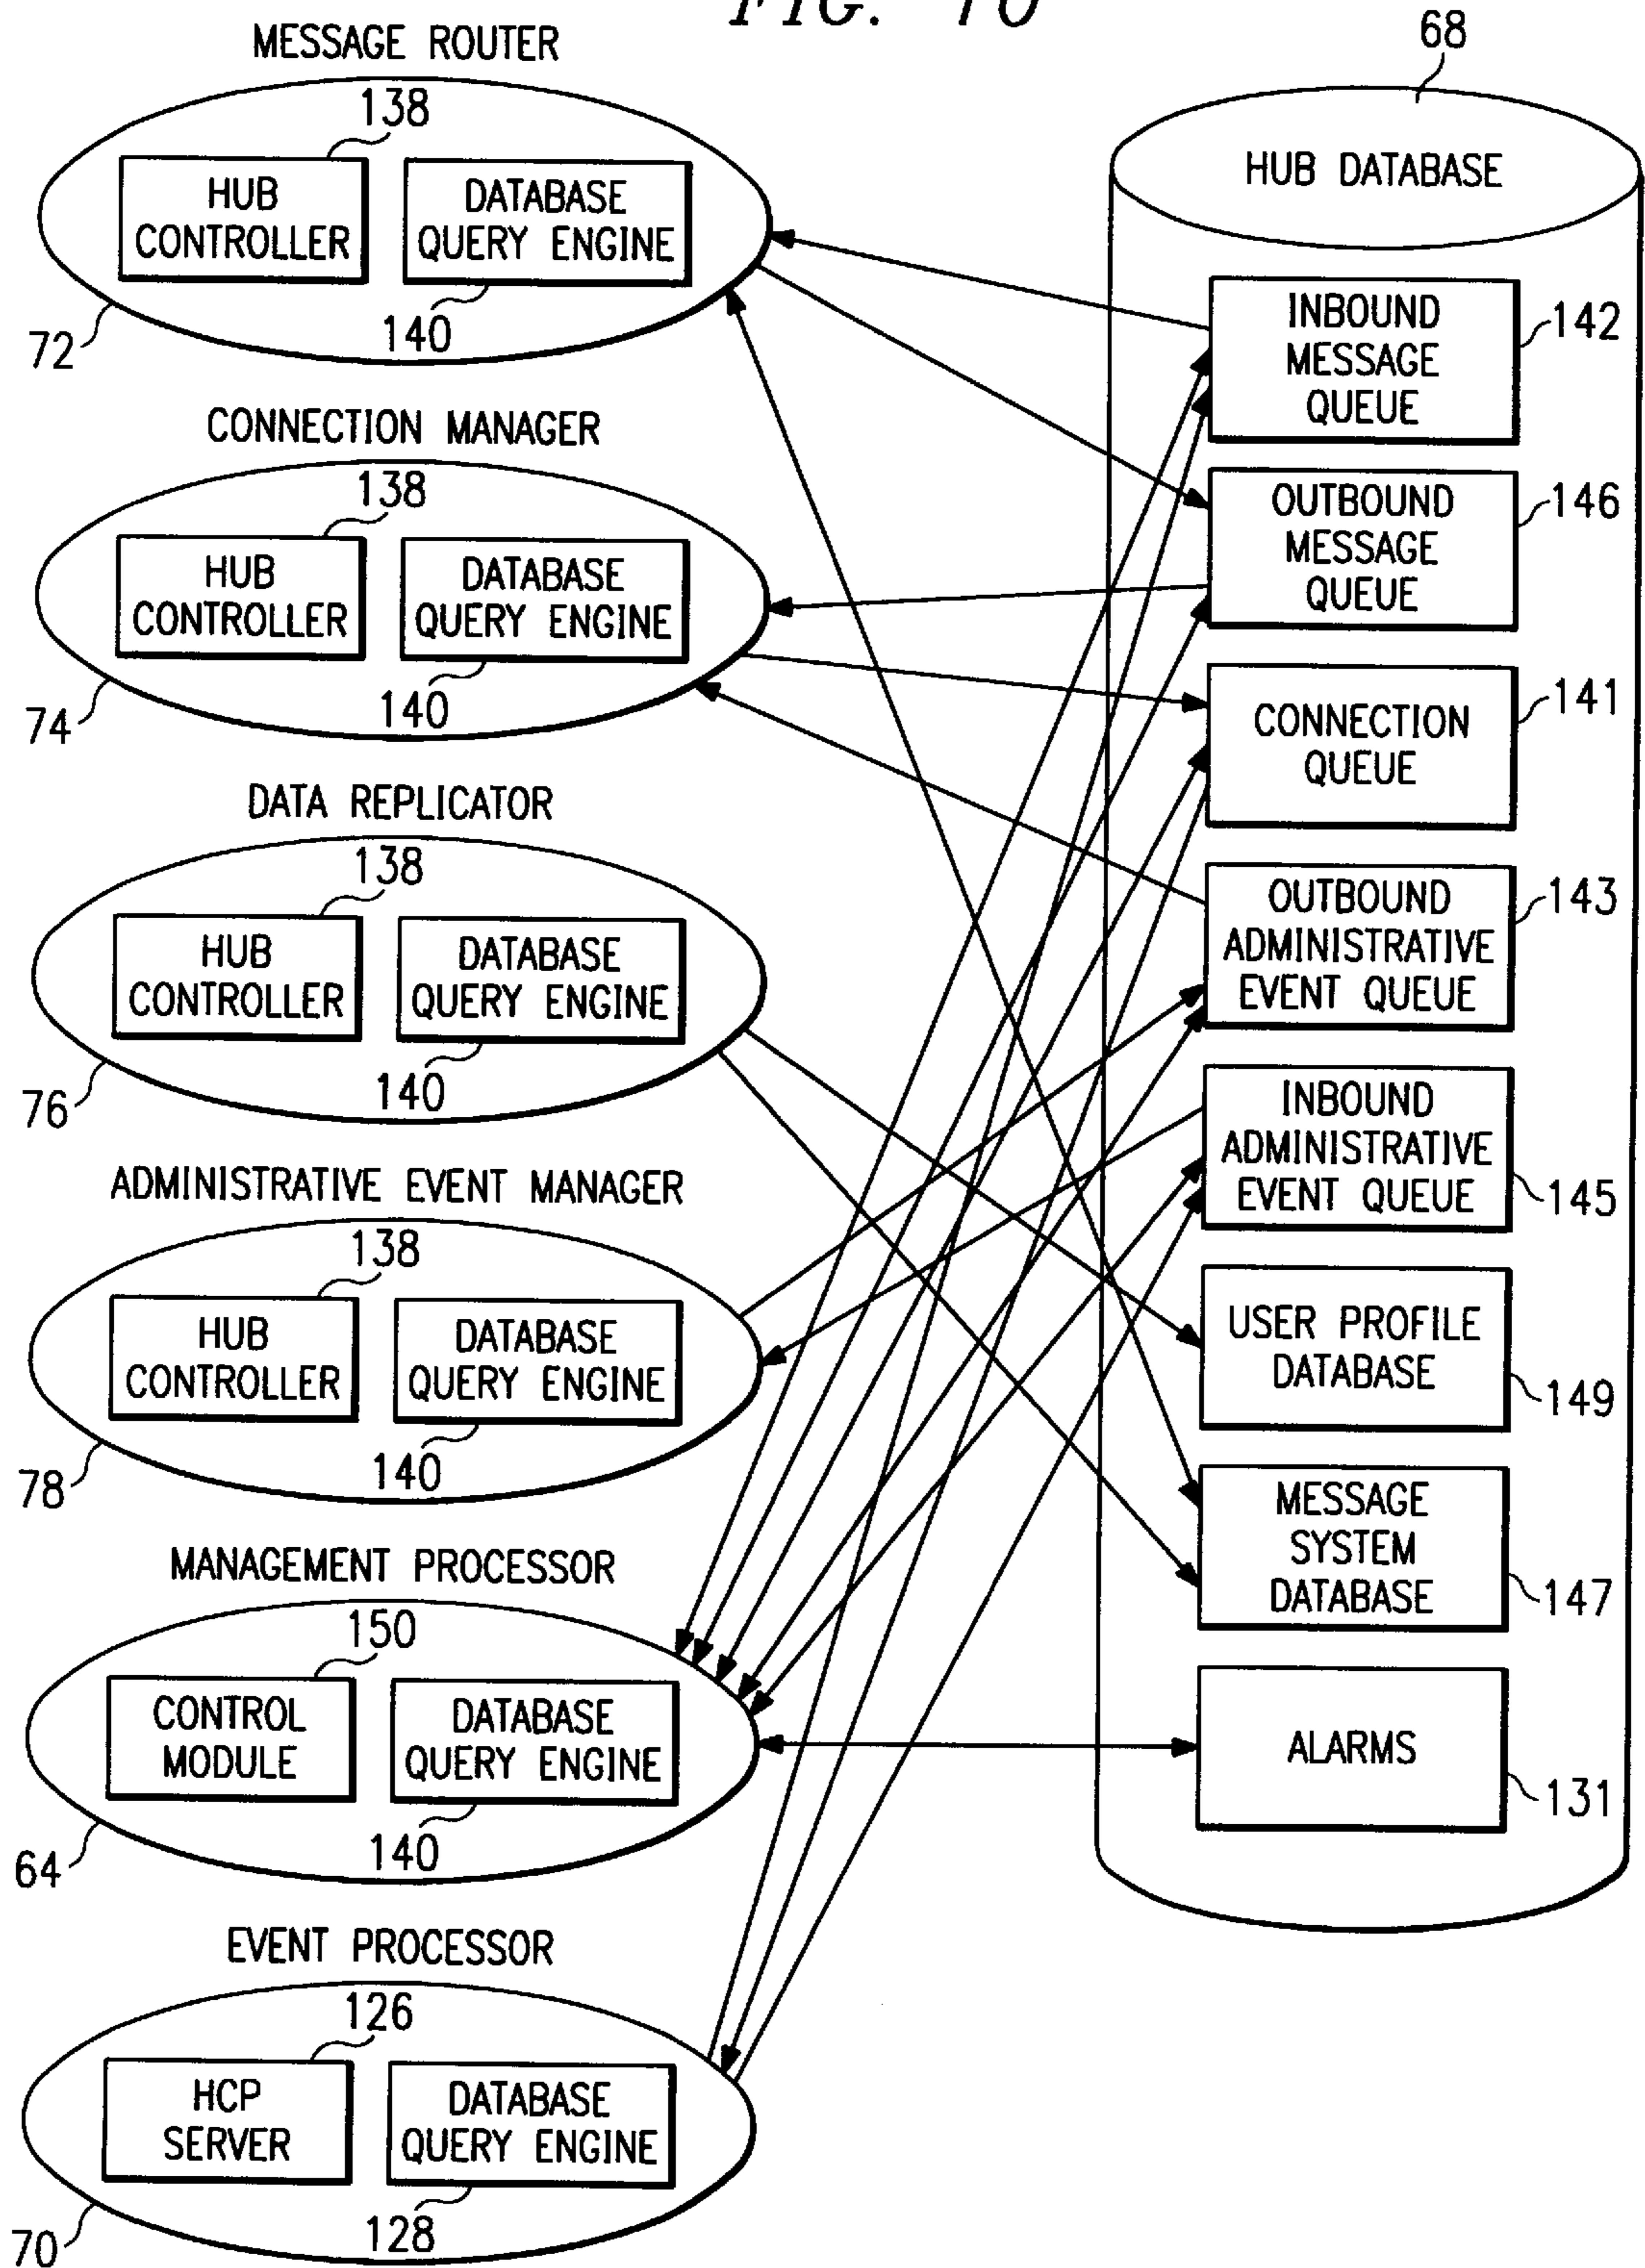 FIG. 10
MESSAGE ROUTER
138
HUB
CONTROLLER
DATABASE
QUERY ENGINE
140
72
CONNECTION MANAGER
138
HUB
CONTROLLER
DATABASE
QUERY ENGINE
140
74
DATA REPLICATOR
138
HUB
CONTROLLER
DATABASE
QUERY ENGINE
140
76
ADMINISTRATIVE EVENT MANAGER
138
HUB
CONTROLLER
DATABASE
QUERY ENGINE
140
78
MANAGEMENT PROCESSOR
150
CONTROL
MODULE
DATABASE
QUERY ENGINE
140
64
EVENT PROCESSOR
126
HCP
SERVER
DATABASE
QUERY ENGINE
128
70
68
HUB DATABASE
INBOUND
MESSAGE
QUEUE
142
OUTBOUND
MESSAGE
QUEUE
146
CONNECTION
QUEUE
141
OUTBOUND
ADMINISTRATIVE
EVENT QUEUE
143
INBOUND
ADMINISTRATIVE
EVENT QUEUE
145
USER PROFILE
DATABASE
149
MESSAGE
SYSTEM
DATABASE
147
ALARMS
131